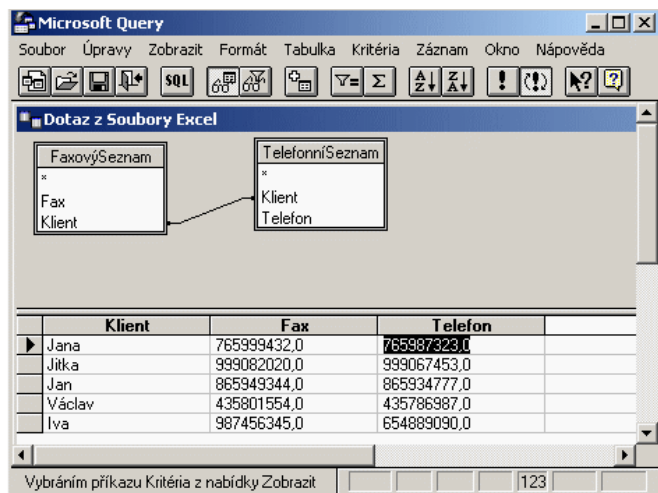 Microsoft Query
Soubor Úpravy Zobrazit Formát Tabulka Kritéria Záznam Okno Nápověda
SQL
Dotaz z Soubory Excel
FaxovýSeznam
*
Fax
Klient
TelefonníSeznam
*
Klient
Telefon
Klient Fax Telefon
Jana 765999432,0 765987323,0
Jitka 999082020,0 999067453,0
Jan 865949344,0 865934777,0
Václav 435801554,0 435786987,0
Iva 987456345,0 654889090,0
Vybráním příkazu Kritéria z nabídky Zobrazit 123